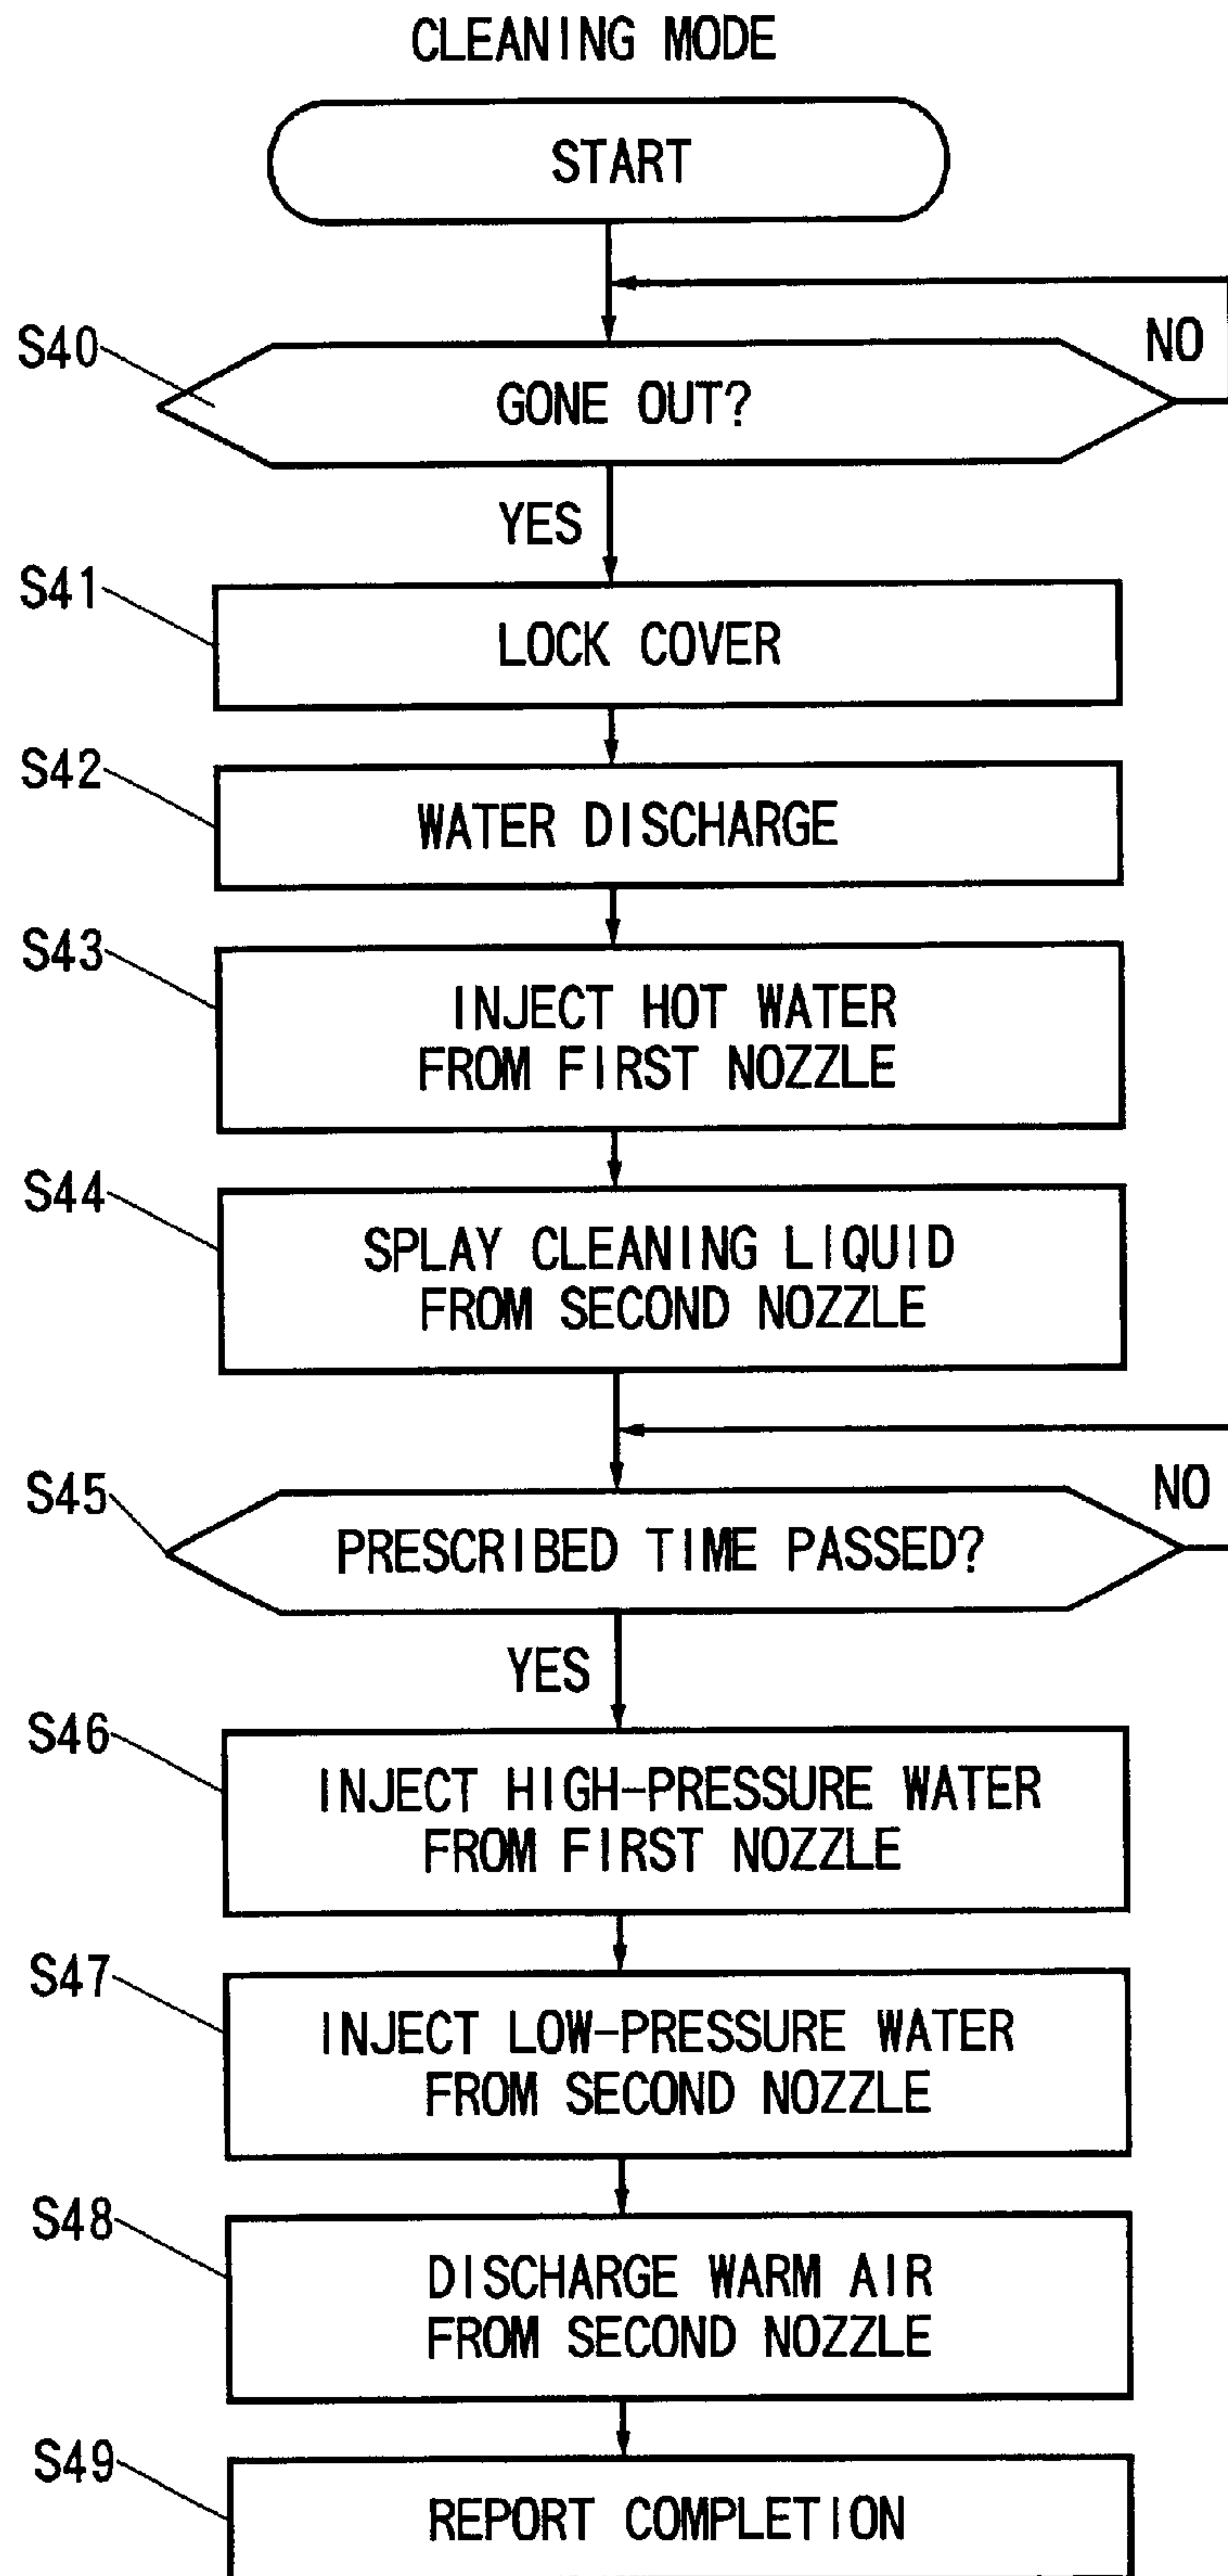 CLEANING MODE
START
S40
GONE OUT?
NO
YES
S41
LOCK COVER
S42
WATER DISCHARGE
S43
INJECT HOT WATER
FROM FIRST NOZZLE
S44
SPLAY CLEANING LIQUID
FROM SECOND NOZZLE
S45
PRESCRIBED TIME PASSED?
NO
YES
S46
INJECT HIGH-PRESSURE WATER
FROM FIRST NOZZLE
S47
INJECT LOW-PRESSURE WATER
FROM SECOND NOZZLE
S48
DISCHARGE WARM AIR
FROM SECOND NOZZLE
S49
REPORT COMPLETION